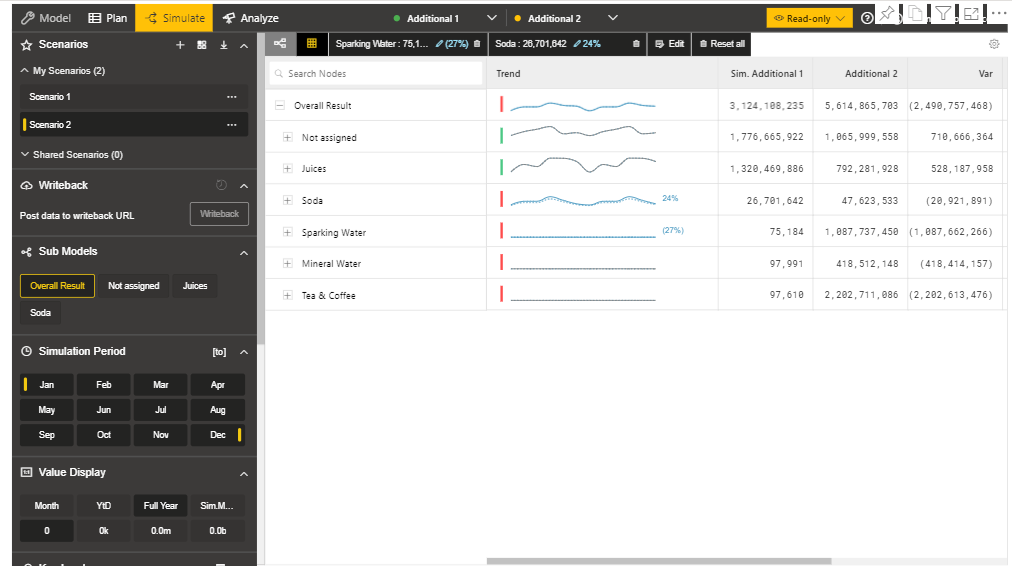 Model Plan Simulate Analyze Additional 1 Additional 2 Read-only
Scenarios
Sparking Water : 75,1... (27%) Soda : 26,701,642 24% Edit Reset all
My Scenarios (2)
Scenario 1 ...
Scenario 2 ...
Shared Scenarios (0)
Writeback
Post data to writeback URL Writeback
Sub Models
Overall Result Not assigned Juices
Soda
Simulation Period [to]
Jan Feb Mar Apr
May Jun Jul Aug
Sep Oct Nov Dec
Value Display
Month YtD Full Year Sim.M...
0 0k 0.0m 0.0b
Search Nodes Trend Sim. Additional 1 Additional 2 Var
Overall Result 3,124,108,235 5,614,865,703 (2,490,757,468)
Not assigned 1,776,665,922 1,065,999,558 710,666,364
Juices 1,320,469,886 792,281,928 528,187,958
Soda 24% 26,701,642 47,623,533 (20,921,891)
Sparking Water (27%) 75,184 1,087,737,450 (1,087,662,266)
Mineral Water 97,991 418,512,148 (418,414,157)
Tea & Coffee 97,610 2,202,711,086 (2,202,613,476)